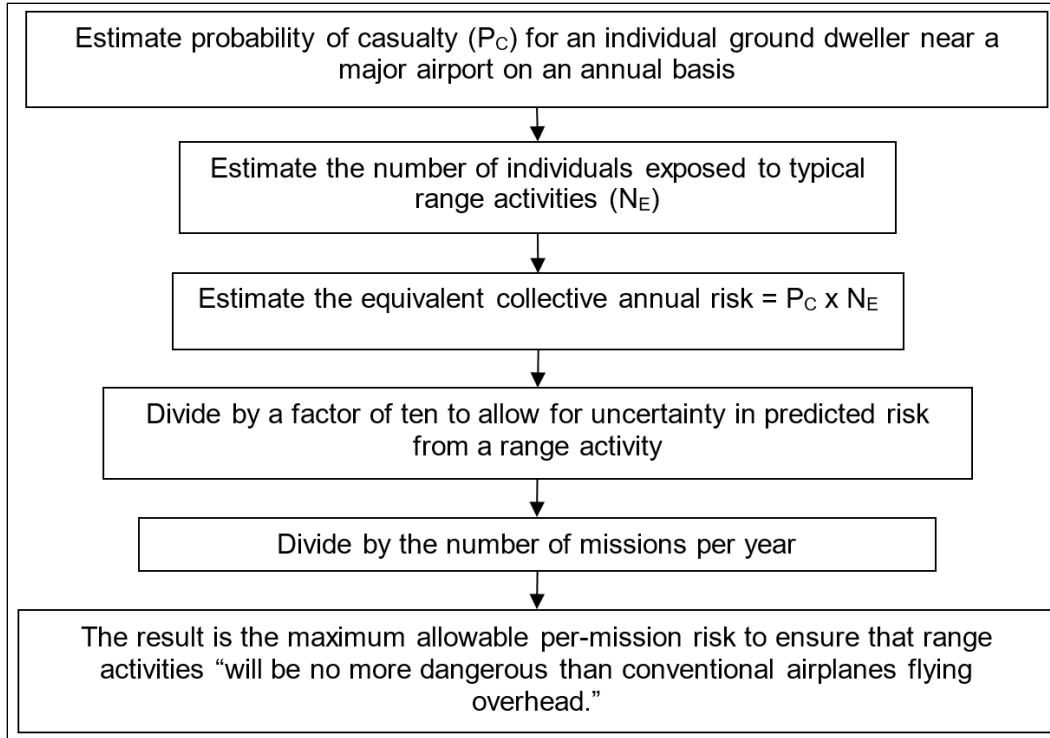 Estimate probability of casualty (PC) for an individual ground dweller near a
major airport on an annual basis
Estimate the number of individuals exposed to typical
range activities (NE)
Estimate the equivalent collective annual risk = PC x NE
Divide by a factor of ten to allow for uncertainty in predicted risk
from a range activity
Divide by the number of missions per year
The result is the maximum allowable per-mission risk to ensure that range
activities “will be no more dangerous than conventional airplanes flying
overhead.”